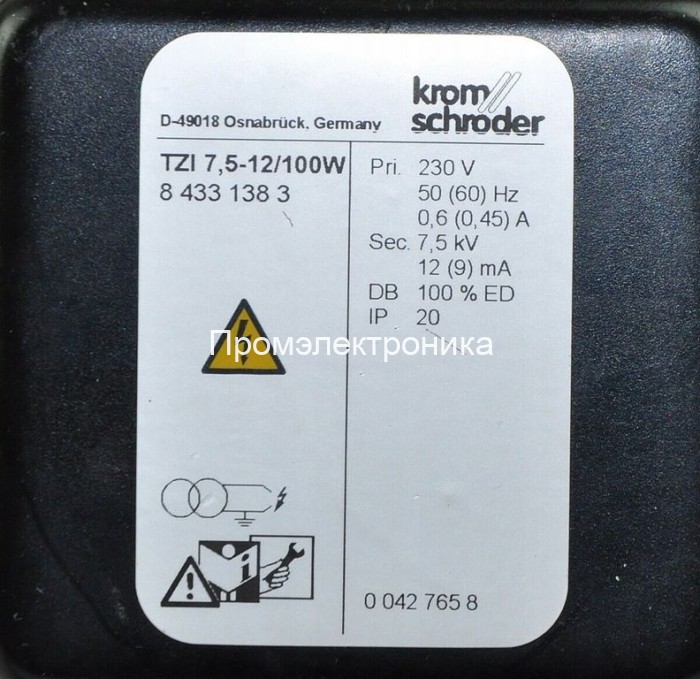 krom
schroder
D-49018 Osnabrück, Germany
TZI 7,5-12/100W
8 433 138 3
Pri. 230 V
50 (60) Hz
0,6 (0,45) A
Sec. 7,5 kV
12 (9) mA
DB 100 % ED
IP 20
Промэлектроника
i
0 042 765 8